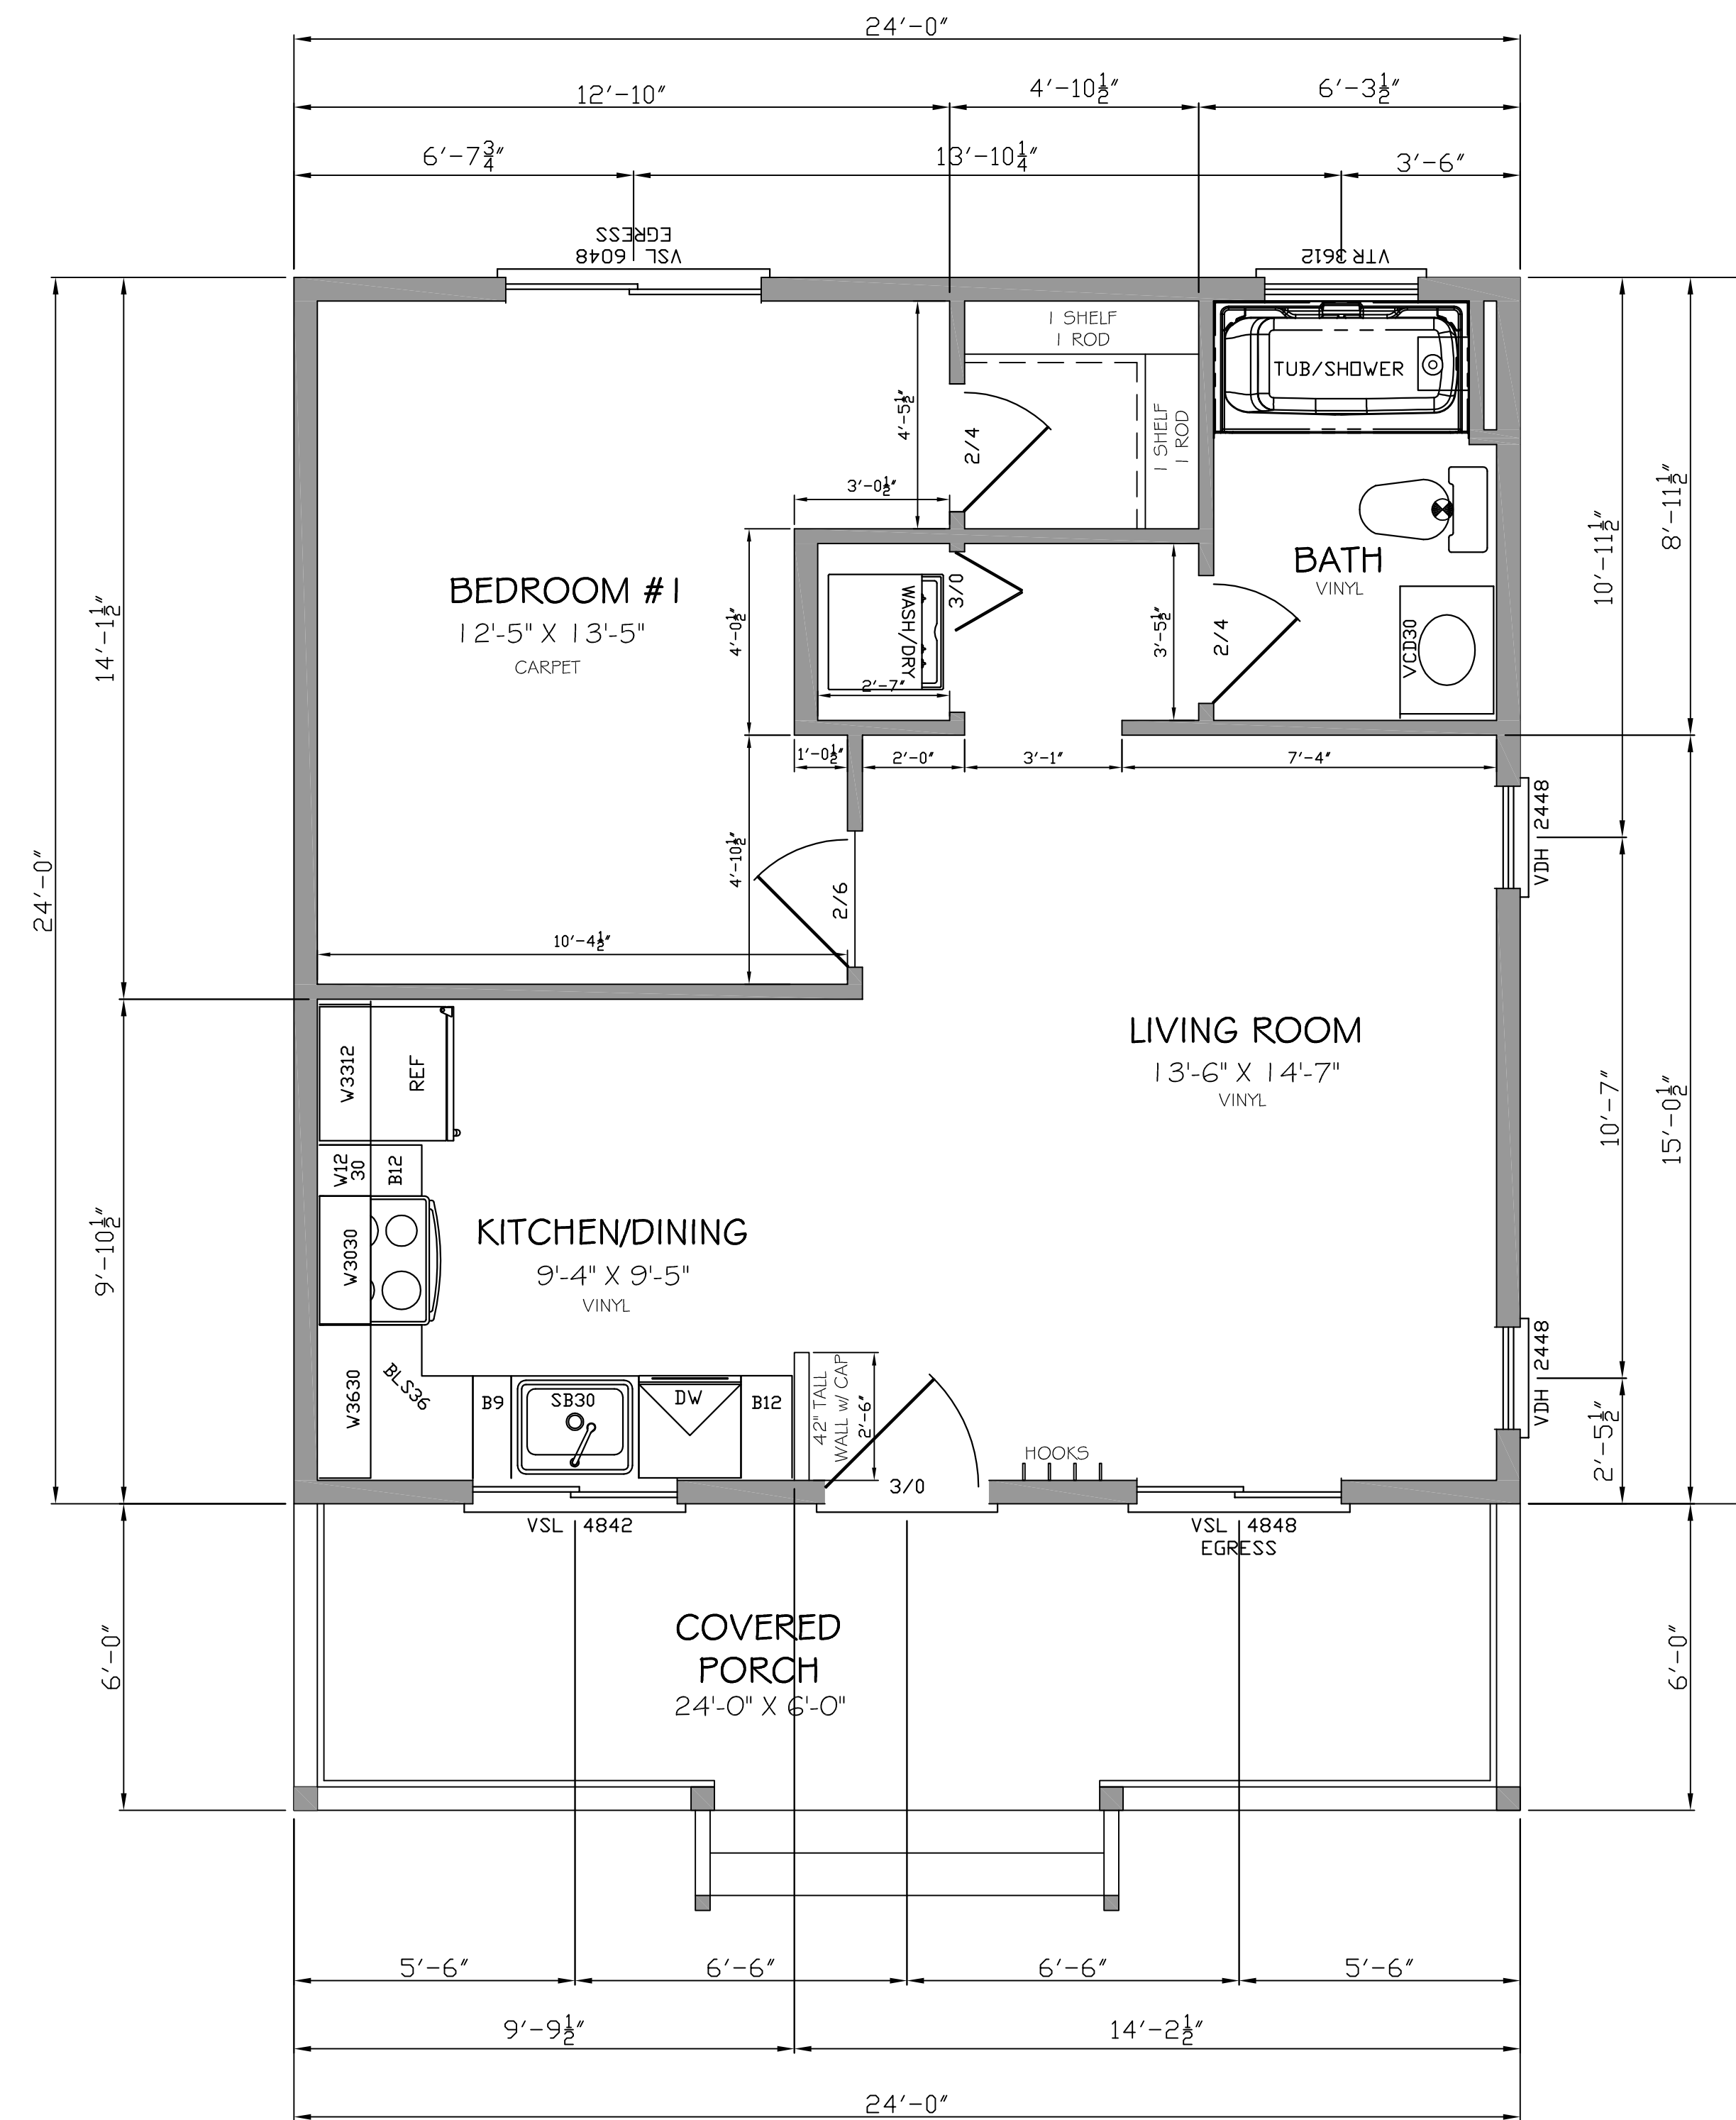 24'-0"
12'-10"
4'-10½"
6'-3½"
6'-7¾"
13'-10¼"
3'-6"
VSL 6048
EGRESS
VTR 3612
1 SHELF
1 ROD
TUB/SHOWER
4'-5½"
2/4
1 SHELF
1 ROD
3'-0½"
8'-11½"
10'-11½"
BATH
VINYL
BEDROOM #1
12'-5" X 13'-5"
CARPET
14'-1½"
4'-0½"
WASH/DRY
3/0
3'-5½"
2/4
VCD30
2'-7"
1'-0½"
2'-0"
3'-1"
7'-4"
VDH 2448
24'-0"
4'-10½"
2/6
10'-4½"
LIVING ROOM
13'-6" X 14'-7"
VINYL
W3312
REF
10'-7"
15'-0½"
W12
30
B12
KITCHEN/DINING
9'-4" X 9'-5"
VINYL
9'-10½"
W3030
W3630
BLS36
B9
SB30
DW
B12
42" TALL
WALL w/ CAP
2'-6"
3/0
HOOKS
VDH 2448
2'-5½"
VSL 4842
VSL 4848
EGRESS
COVERED
PORCH
24'-0" X 6'-0"
6'-0"
6'-0"
5'-6"
6'-6"
6'-6"
5'-6"
9'-9½"
14'-2½"
24'-0"